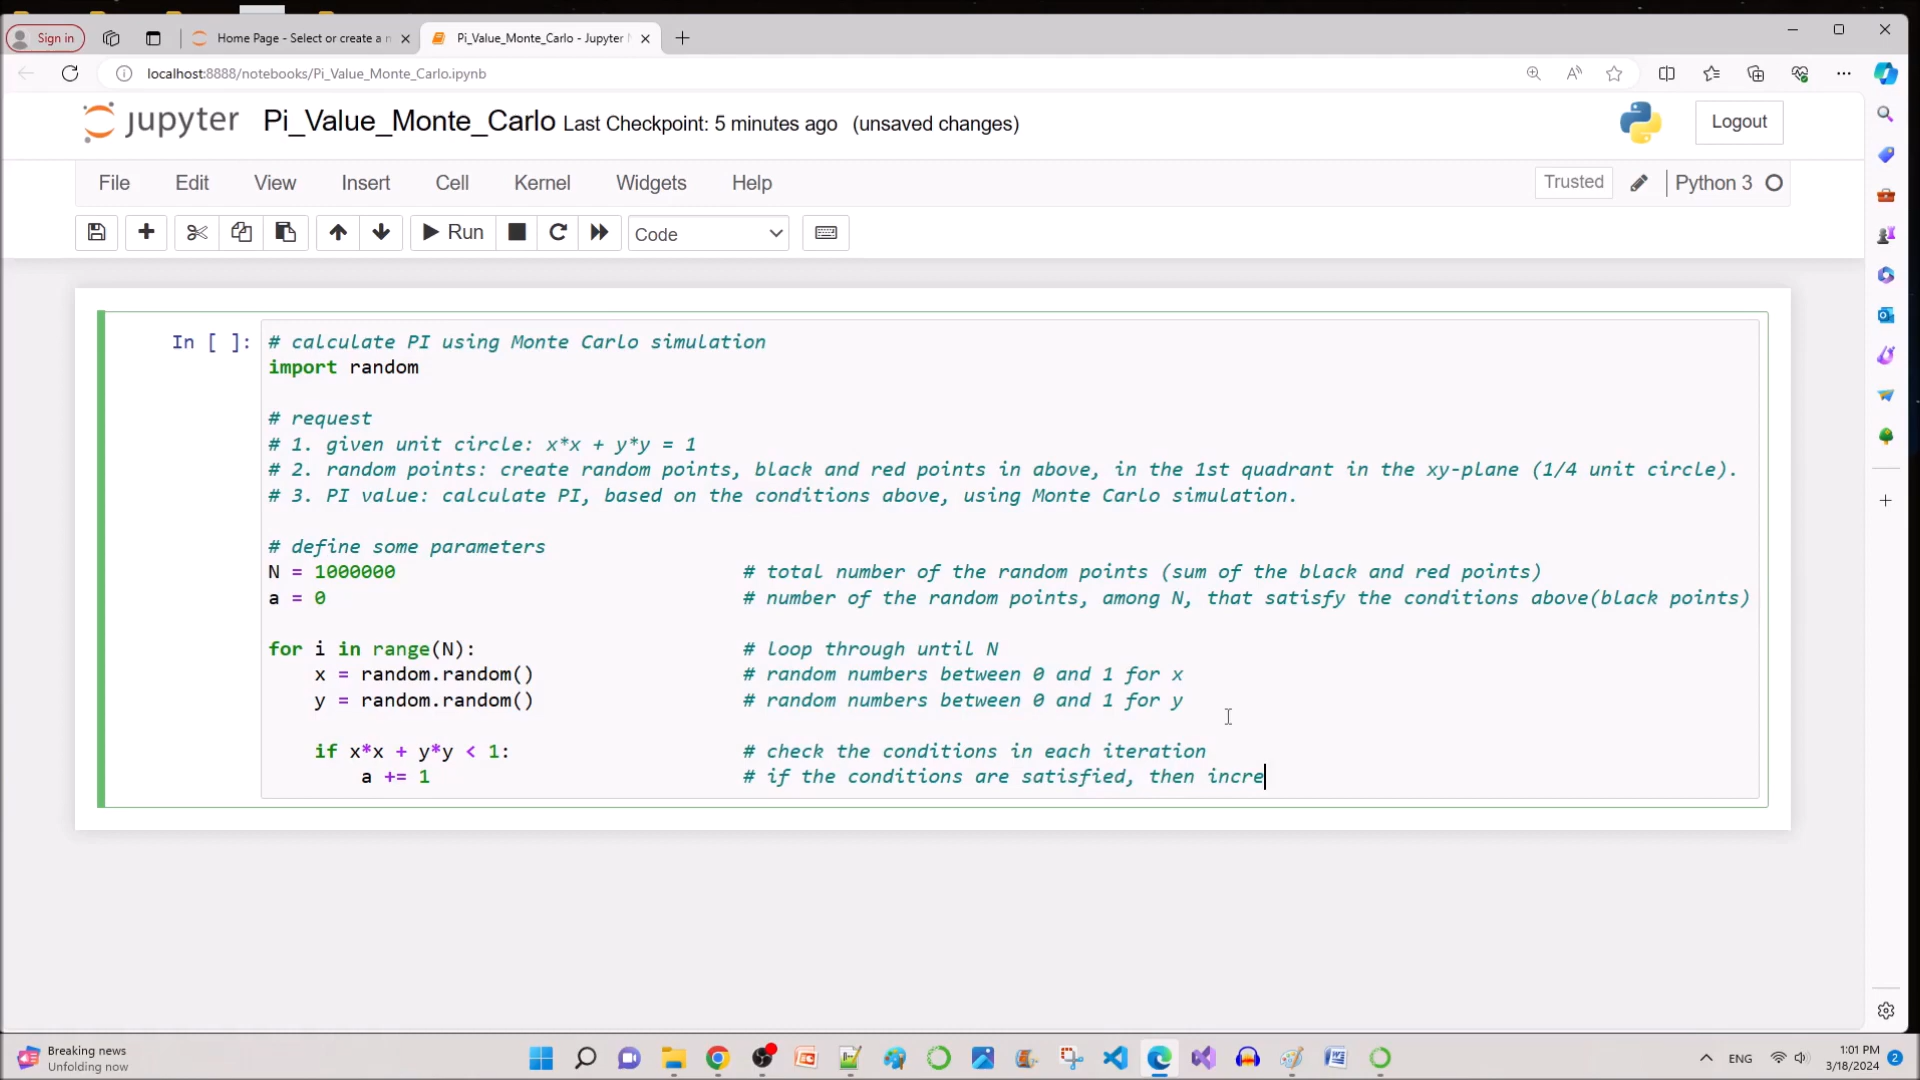 Sign in
Home Page - Select or create a n
Pi_Value_Monte_Carlo - Jupyter N
localhost:8888/notebooks/Pi_Value_Monte_Carlo.ipynb
jupyter Pi_Value_Monte_Carlo Last Checkpoint: 5 minutes ago (unsaved changes)
Logout
File Edit View Insert Cell Kernel Widgets Help
Trusted
Python 3
Run
Code
In [ ]:
# calculate PI using Monte Carlo simulation
import random
# request
# 1. given unit circle: x*x + y*y = 1
# 2. random points: create random points, black and red points in above, in the 1st quadrant in the xy-plane (1/4 unit circle).
# 3. PI value: calculate PI, based on the conditions above, using Monte Carlo simulation.
# define some parameters
N = 1000000 # total number of the random points (sum of the black and red points)
a = 0 # number of the random points, among N, that satisfy the conditions above(black points)
for i in range(N): # loop through until N
x = random.random() # random numbers between 0 and 1 for x
y = random.random() # random numbers between 0 and 1 for y
if x*x + y*y < 1: # check the conditions in each iteration
a += 1 # if the conditions are satisfied, then incre
Breaking news
Unfolding now
ENG
1:01 PM
3/18/2024
2